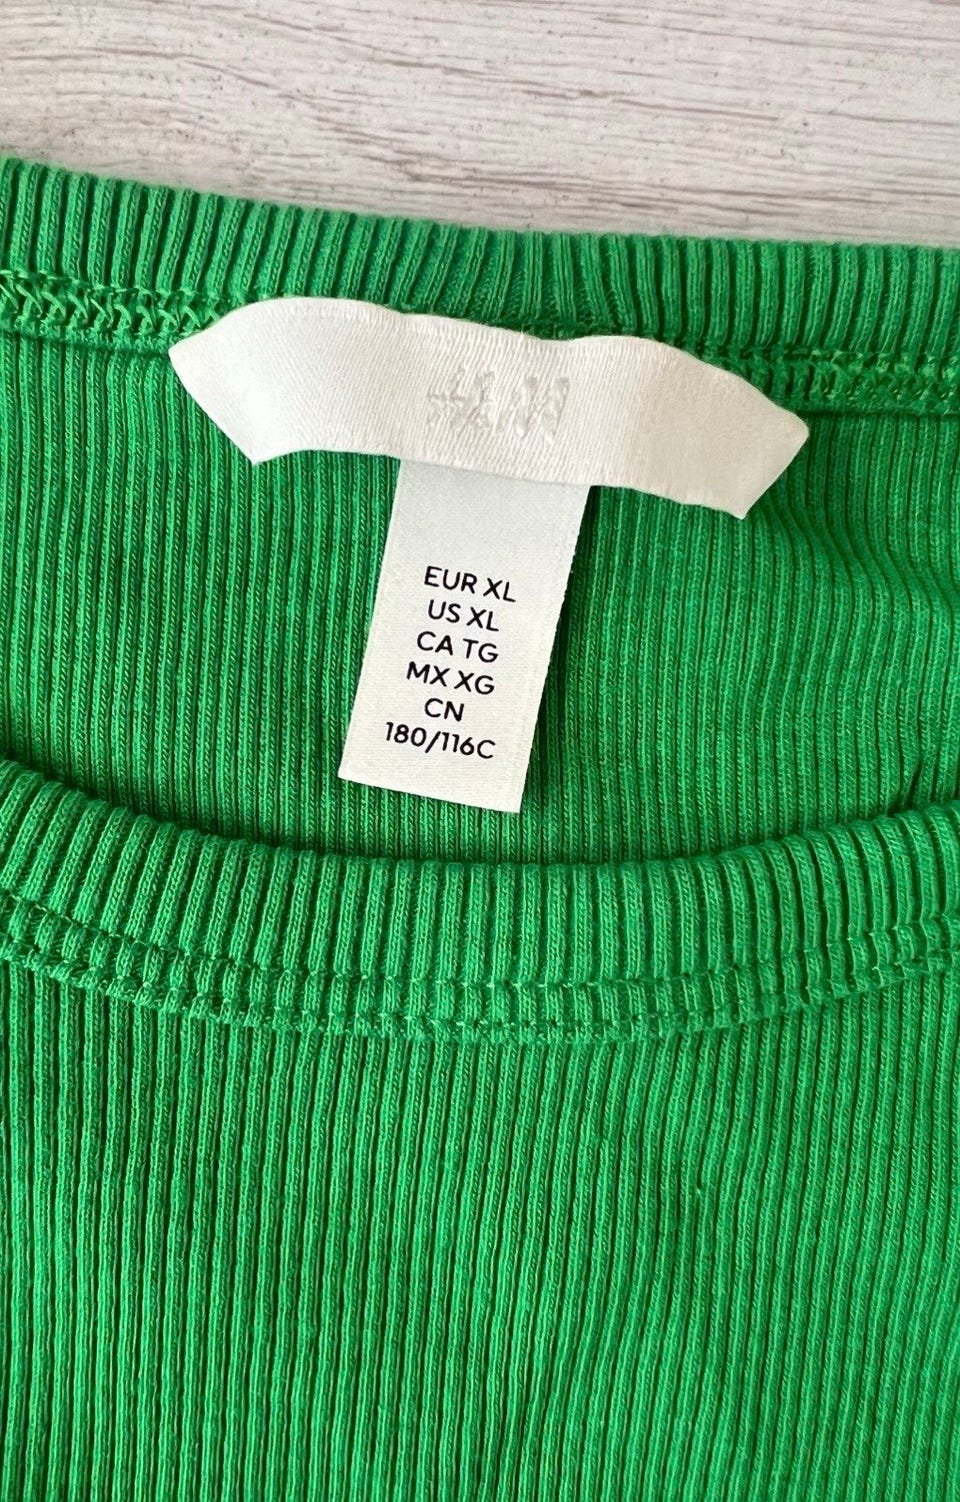 H&M
EUR XL
US XL
CA TG
MX XG
CN
180/116C